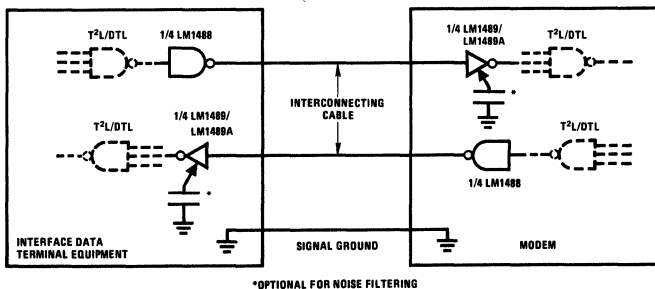 T²L/DTL
1/4 LM1488
1/4 LM1489/
LM1489A
T²L/DTL
*
INTERCONNECTING
CABLE
T²L/DTL
1/4 LM1489/
LM1489A
*
T²L/DTL
1/4 LM1488
INTERFACE DATA
TERMINAL EQUIPMENT
SIGNAL GROUND
MODEM
*OPTIONAL FOR NOISE FILTERING